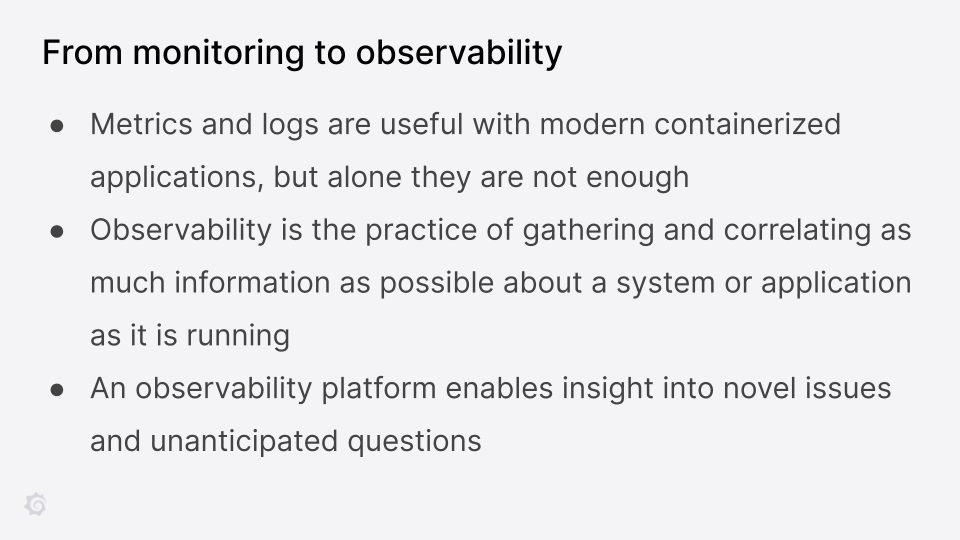 From monitoring to observability
● Metrics and logs are useful with modern containerized
applications, but alone they are not enough
● Observability is the practice of gathering and correlating as
much information as possible about a system or application
as it is running
● An observability platform enables insight into novel issues
and unanticipated questions